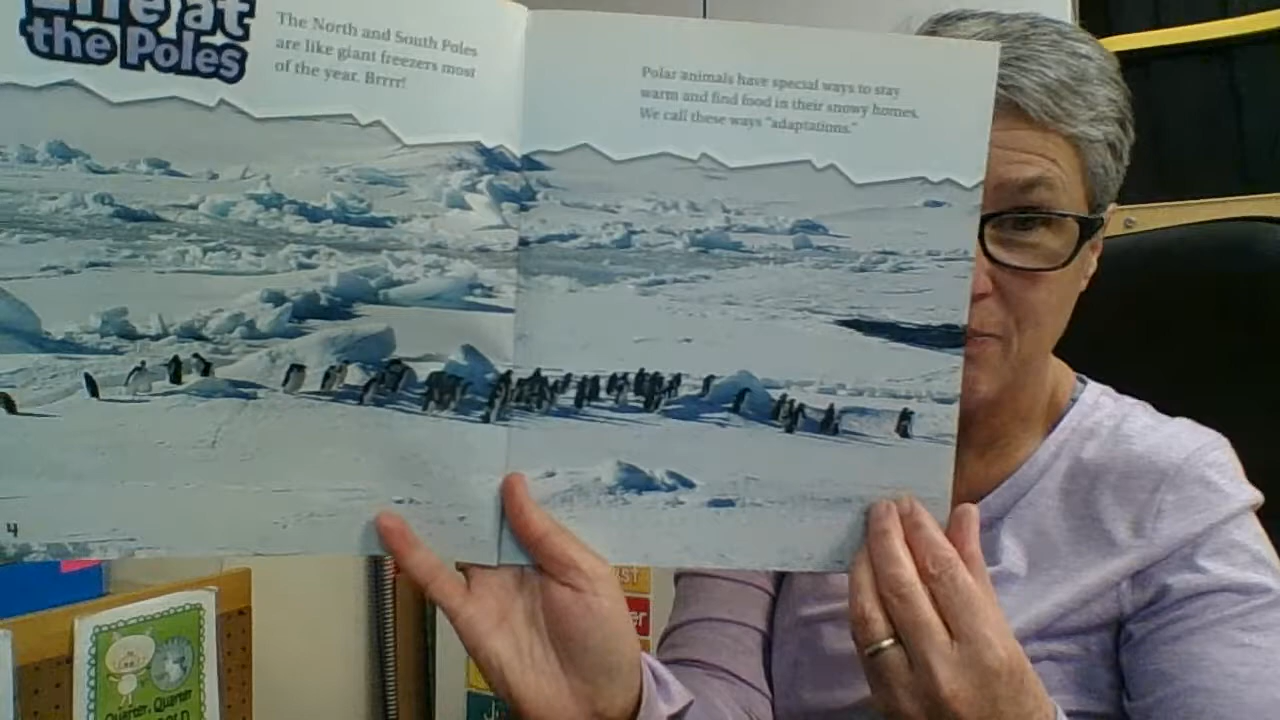 Life at
the Poles
The North and South Poles
are like giant freezers most
of the year. Brrrr!
Polar animals have special ways to stay
warm and find food in their snowy homes.
We call these ways "adaptations."
4
Quarter, Quarter